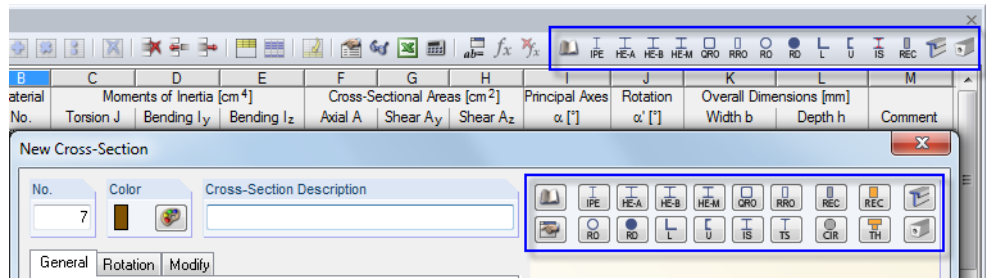 ab= fx fx IPE HE-A HE-B HE-M QRO RRO RO RD L U IS REC
B C D E F G H I J K L M
aterial Moments of Inertia [cm⁴] Cross-Sectional Areas [cm²] Principal Axes Rotation Overall Dimensions [mm]
No. Torsion J Bending Iy Bending Iz Axial A Shear Ay Shear Az α [°] α' [°] Width b Depth h Comment
New Cross-Section x
No. Color Cross-Section Description
IPE HE-A HE-B HE-M QRO RRO REC REC
7
RO RD L U IS TS CIR TH
General Rotation Modify